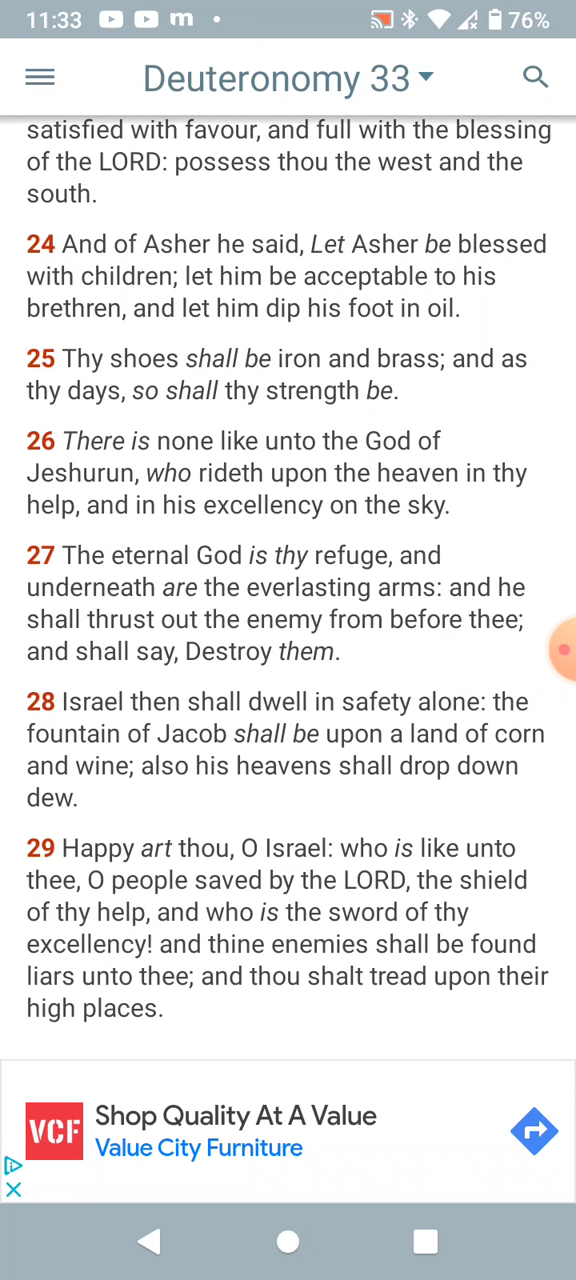 11:33 m 76%
Deuteronomy 33
satisfied with favour, and full with the blessing
of the LORD: possess thou the west and the
south.
24 And of Asher he said, Let Asher be blessed
with children; let him be acceptable to his
brethren, and let him dip his foot in oil.
25 Thy shoes shall be iron and brass; and as
thy days, so shall thy strength be.
26 There is none like unto the God of
Jeshurun, who rideth upon the heaven in thy
help, and in his excellency on the sky.
27 The eternal God is thy refuge, and
underneath are the everlasting arms: and he
shall thrust out the enemy from before thee;
and shall say, Destroy them.
28 Israel then shall dwell in safety alone: the
fountain of Jacob shall be upon a land of corn
and wine; also his heavens shall drop down
dew.
29 Happy art thou, O Israel: who is like unto
thee, O people saved by the LORD, the shield
of thy help, and who is the sword of thy
excellency! and thine enemies shall be found
liars unto thee; and thou shalt tread upon their
high places.
VCF
Shop Quality At A Value
Value City Furniture